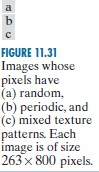 a
b
c
FIGURE 11.31
Images whose
pixels have
(a) random,
(b) periodic, and
(c) mixed texture
patterns. Each
image is of size
263 × 800 pixels.